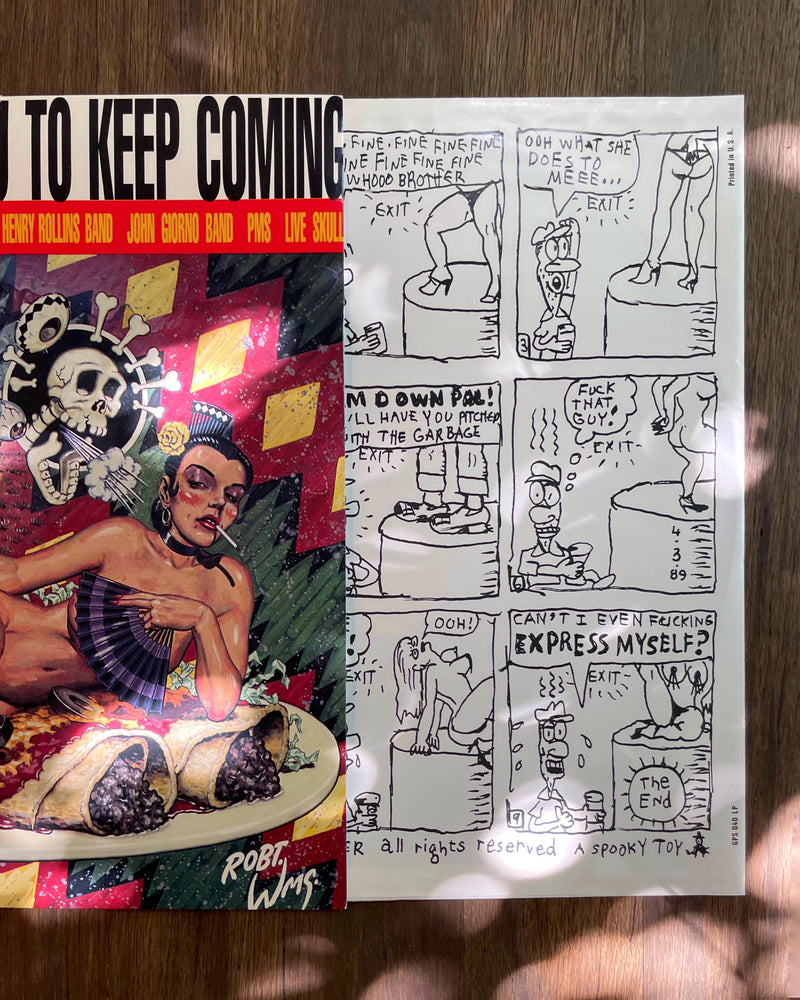 TO KEEP COMING
HENRY ROLLINS BAND JOHN GIORNO BAND PMS LIVE SKULL
ROBT.
WMS.
FINE. FINE FINE FINE
INE FINE FINE FINE
WHOOO BROTHER
EXIT
OOH WHAT SHE
DOES TO
MEEE...
EXIT
Printed in U.S.A.
M DOWN PAL!
'LL HAVE YOU PITCHED
ITH THE GARBAGE
EXIT
FUCK
THAT
GUY!
EXIT
4
.
3
.
89
OOH!
EXIT
CAN'T I EVEN FUCKING
EXPRESS MYSELF?
EXIT
The
End
ER all rights reserved A SPOOKY TOY
GPS 040 LP